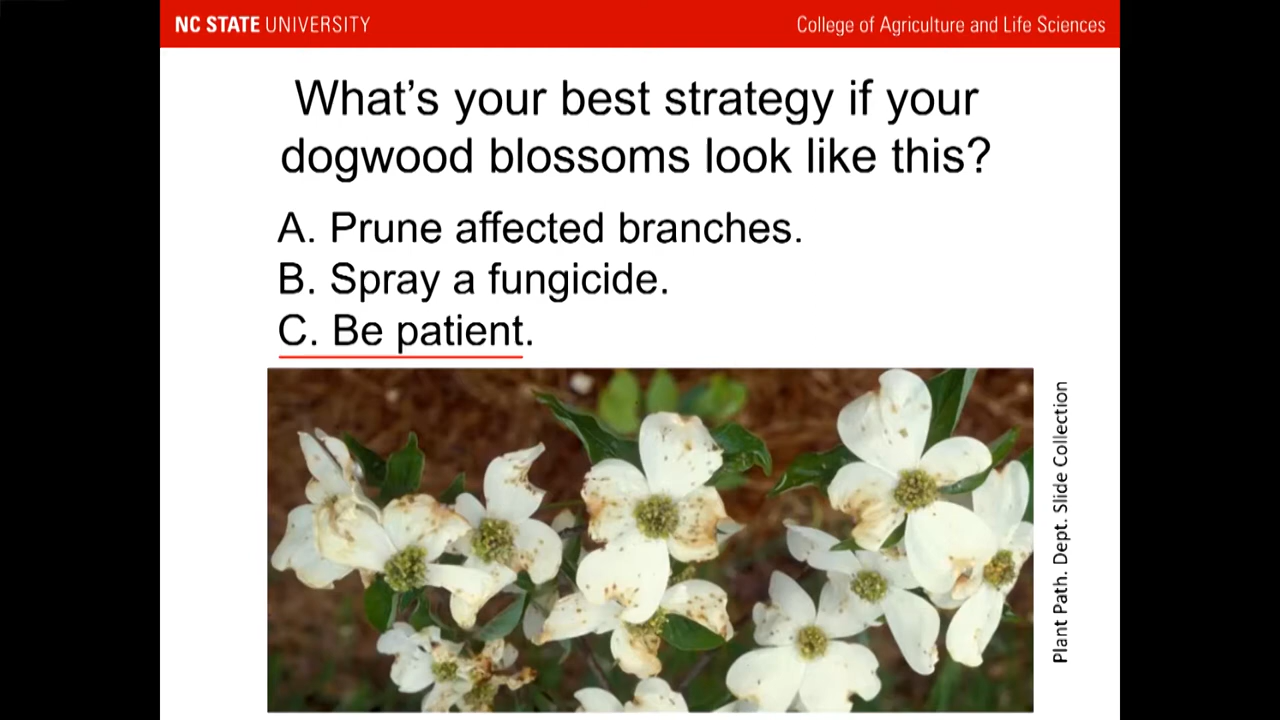 NC STATE UNIVERSITY
College of Agriculture and Life Sciences
What's your best strategy if your
dogwood blossoms look like this?
A. Prune affected branches.
B. Spray a fungicide.
C. Be patient.
Plant Path. Dept. Slide Collection